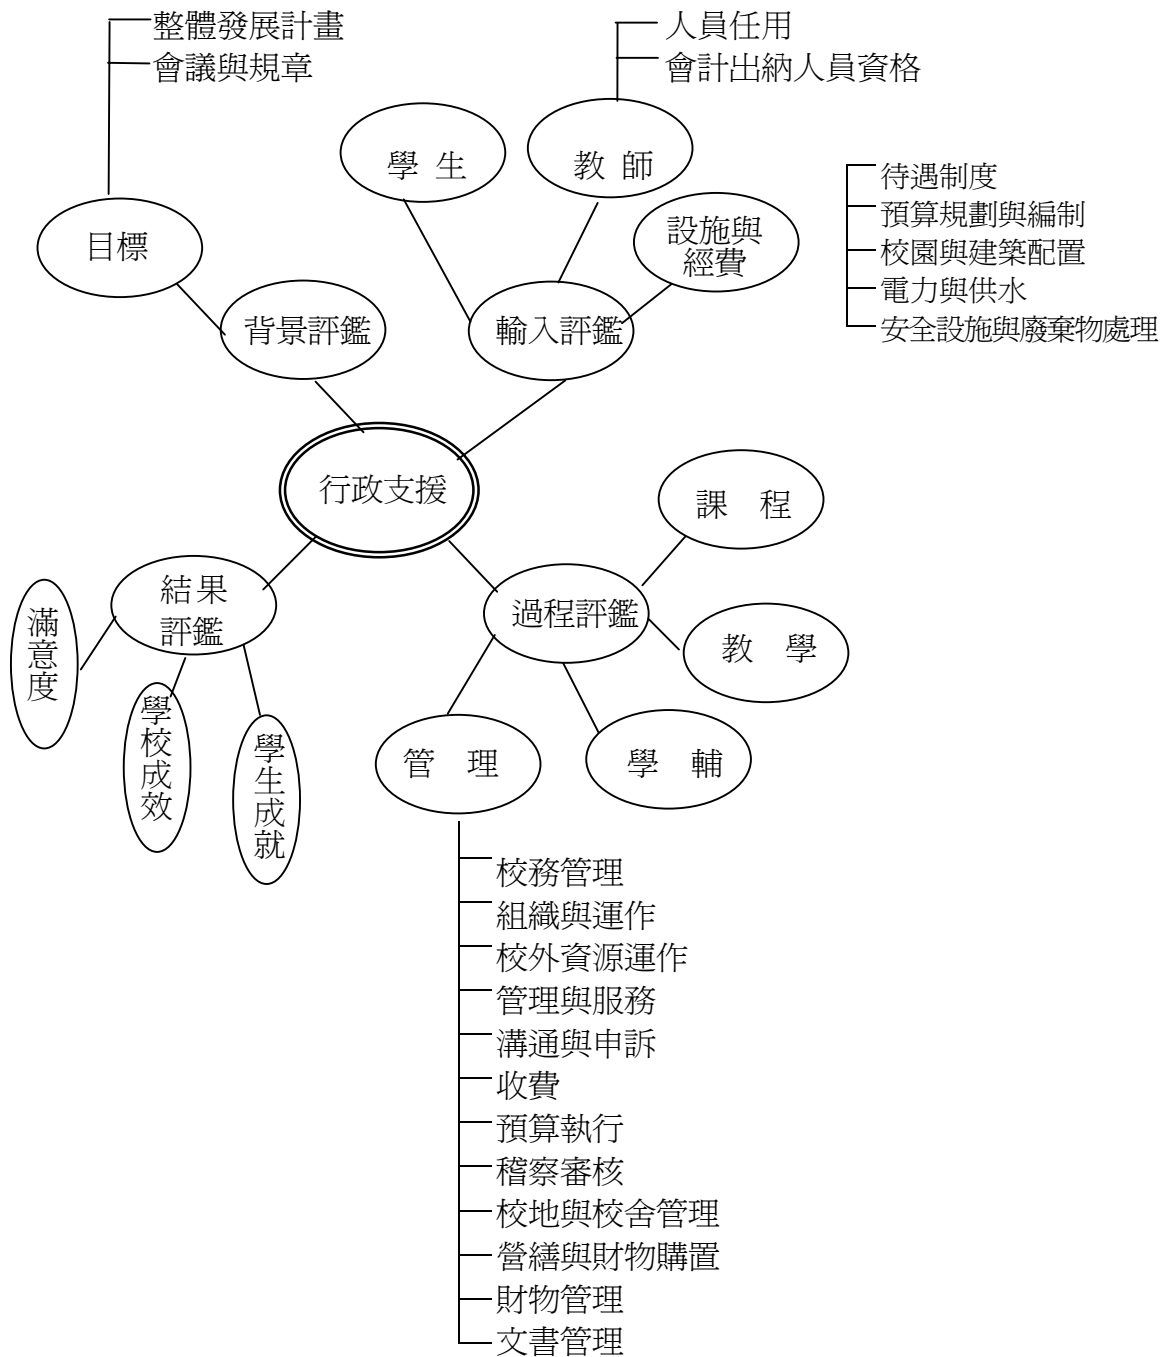 整體發展計畫
會議與規章
人員任用
會計出納人員資格
學 生
教 師
待遇制度
預算規劃與編制
校園與建築配置
電力與供水
安全設施與廢棄物處理
目標
設施與
經費
背景評鑑
輸入評鑑
行政支援
課 程
結果
評鑑
過程評鑑
滿意度
教 學
學校成效
學生成就
管 理
學 輔
校務管理
組織與運作
校外資源運作
管理與服務
溝通與申訴
收費
預算執行
稽察審核
校地與校舍管理
營繕與財物購置
財物管理
文書管理